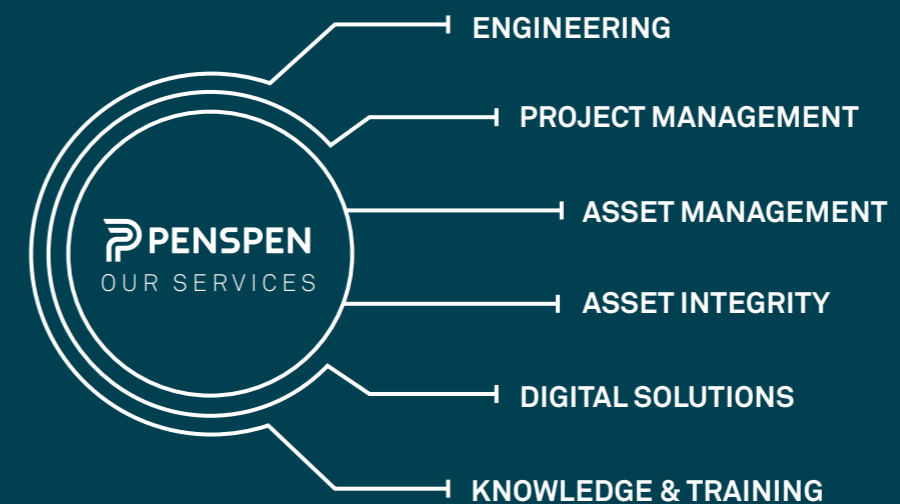 ENGINEERING
PROJECT MANAGEMENT
ASSET MANAGEMENT
PENSPEN
OUR SERVICES
ASSET INTEGRITY
DIGITAL SOLUTIONS
KNOWLEDGE & TRAINING